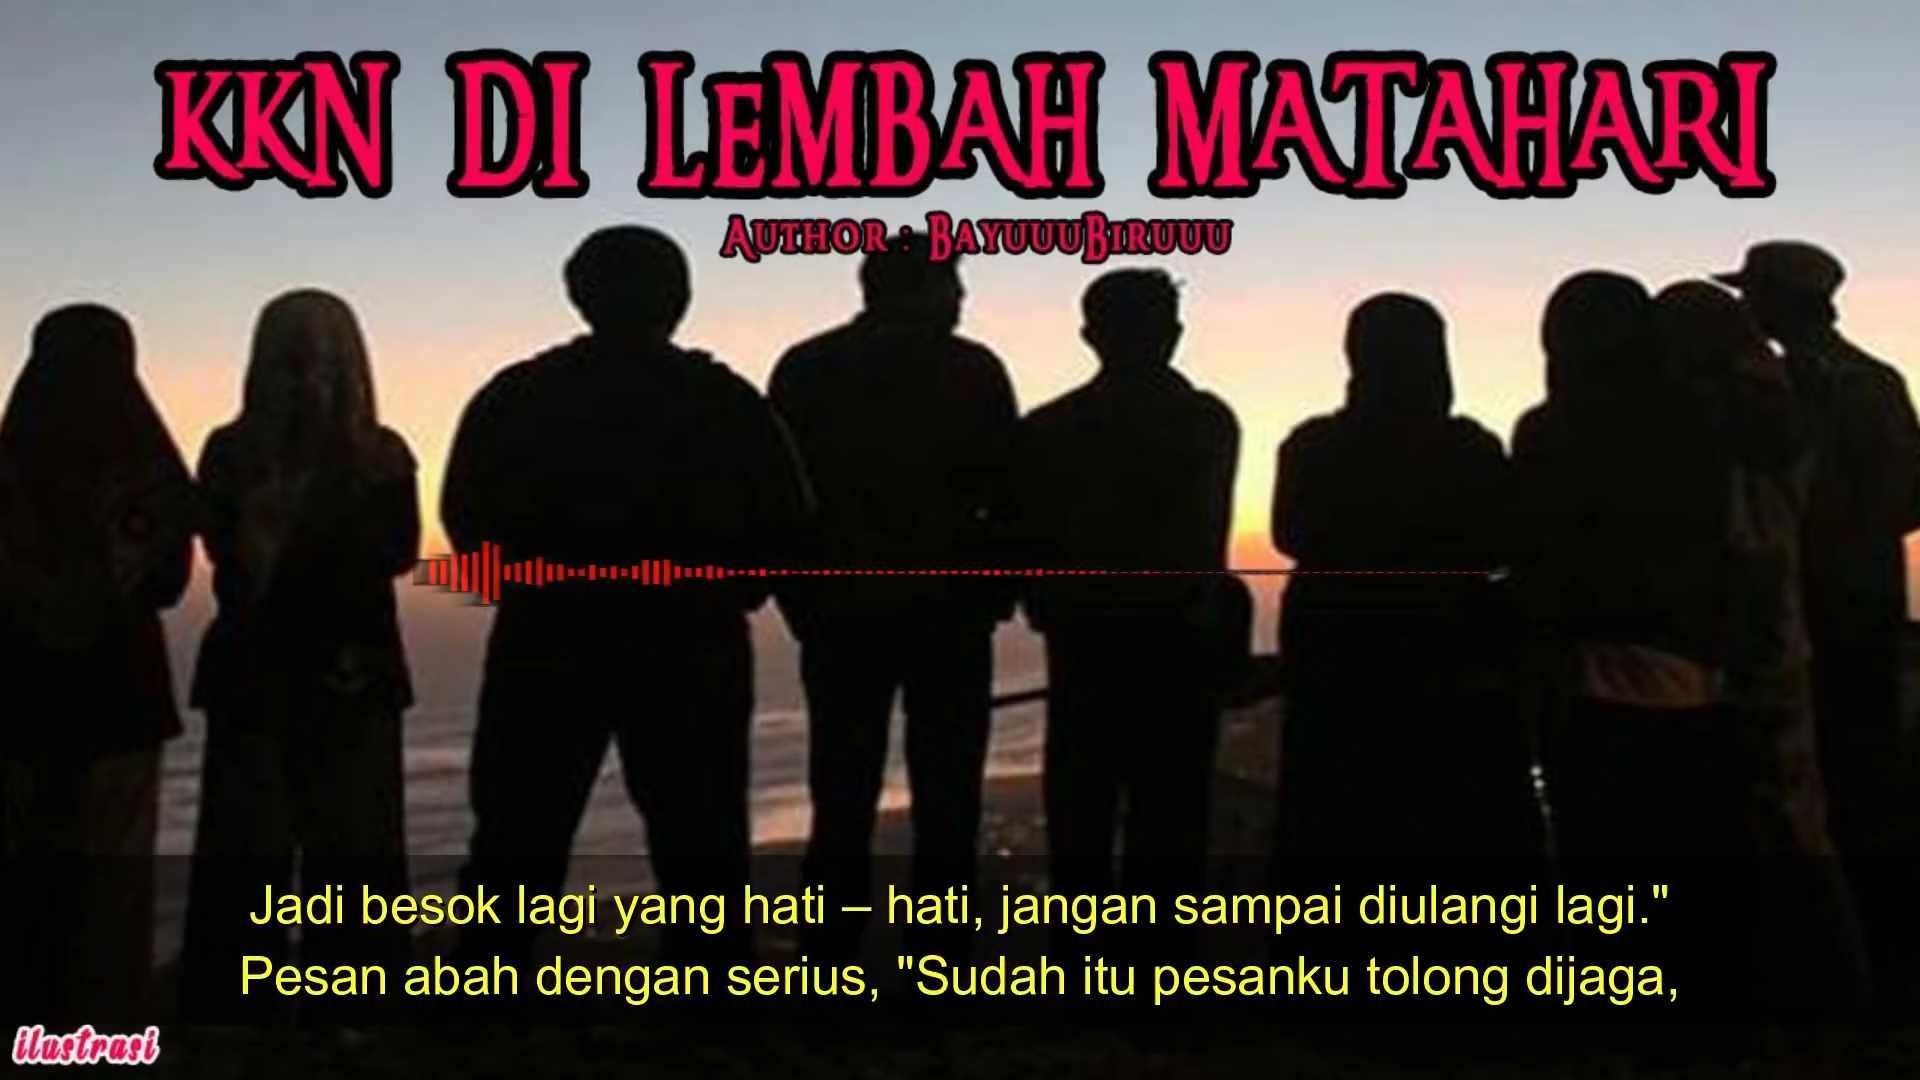 KKN DI LEMBAH MATAHARI
AUTHOR : BAYUUUBIRUUU
Jadi besok lagi yang hati – hati, jangan sampai diulangi lagi."
Pesan abah dengan serius, "Sudah itu pesanku tolong dijaga,
ilustrasi